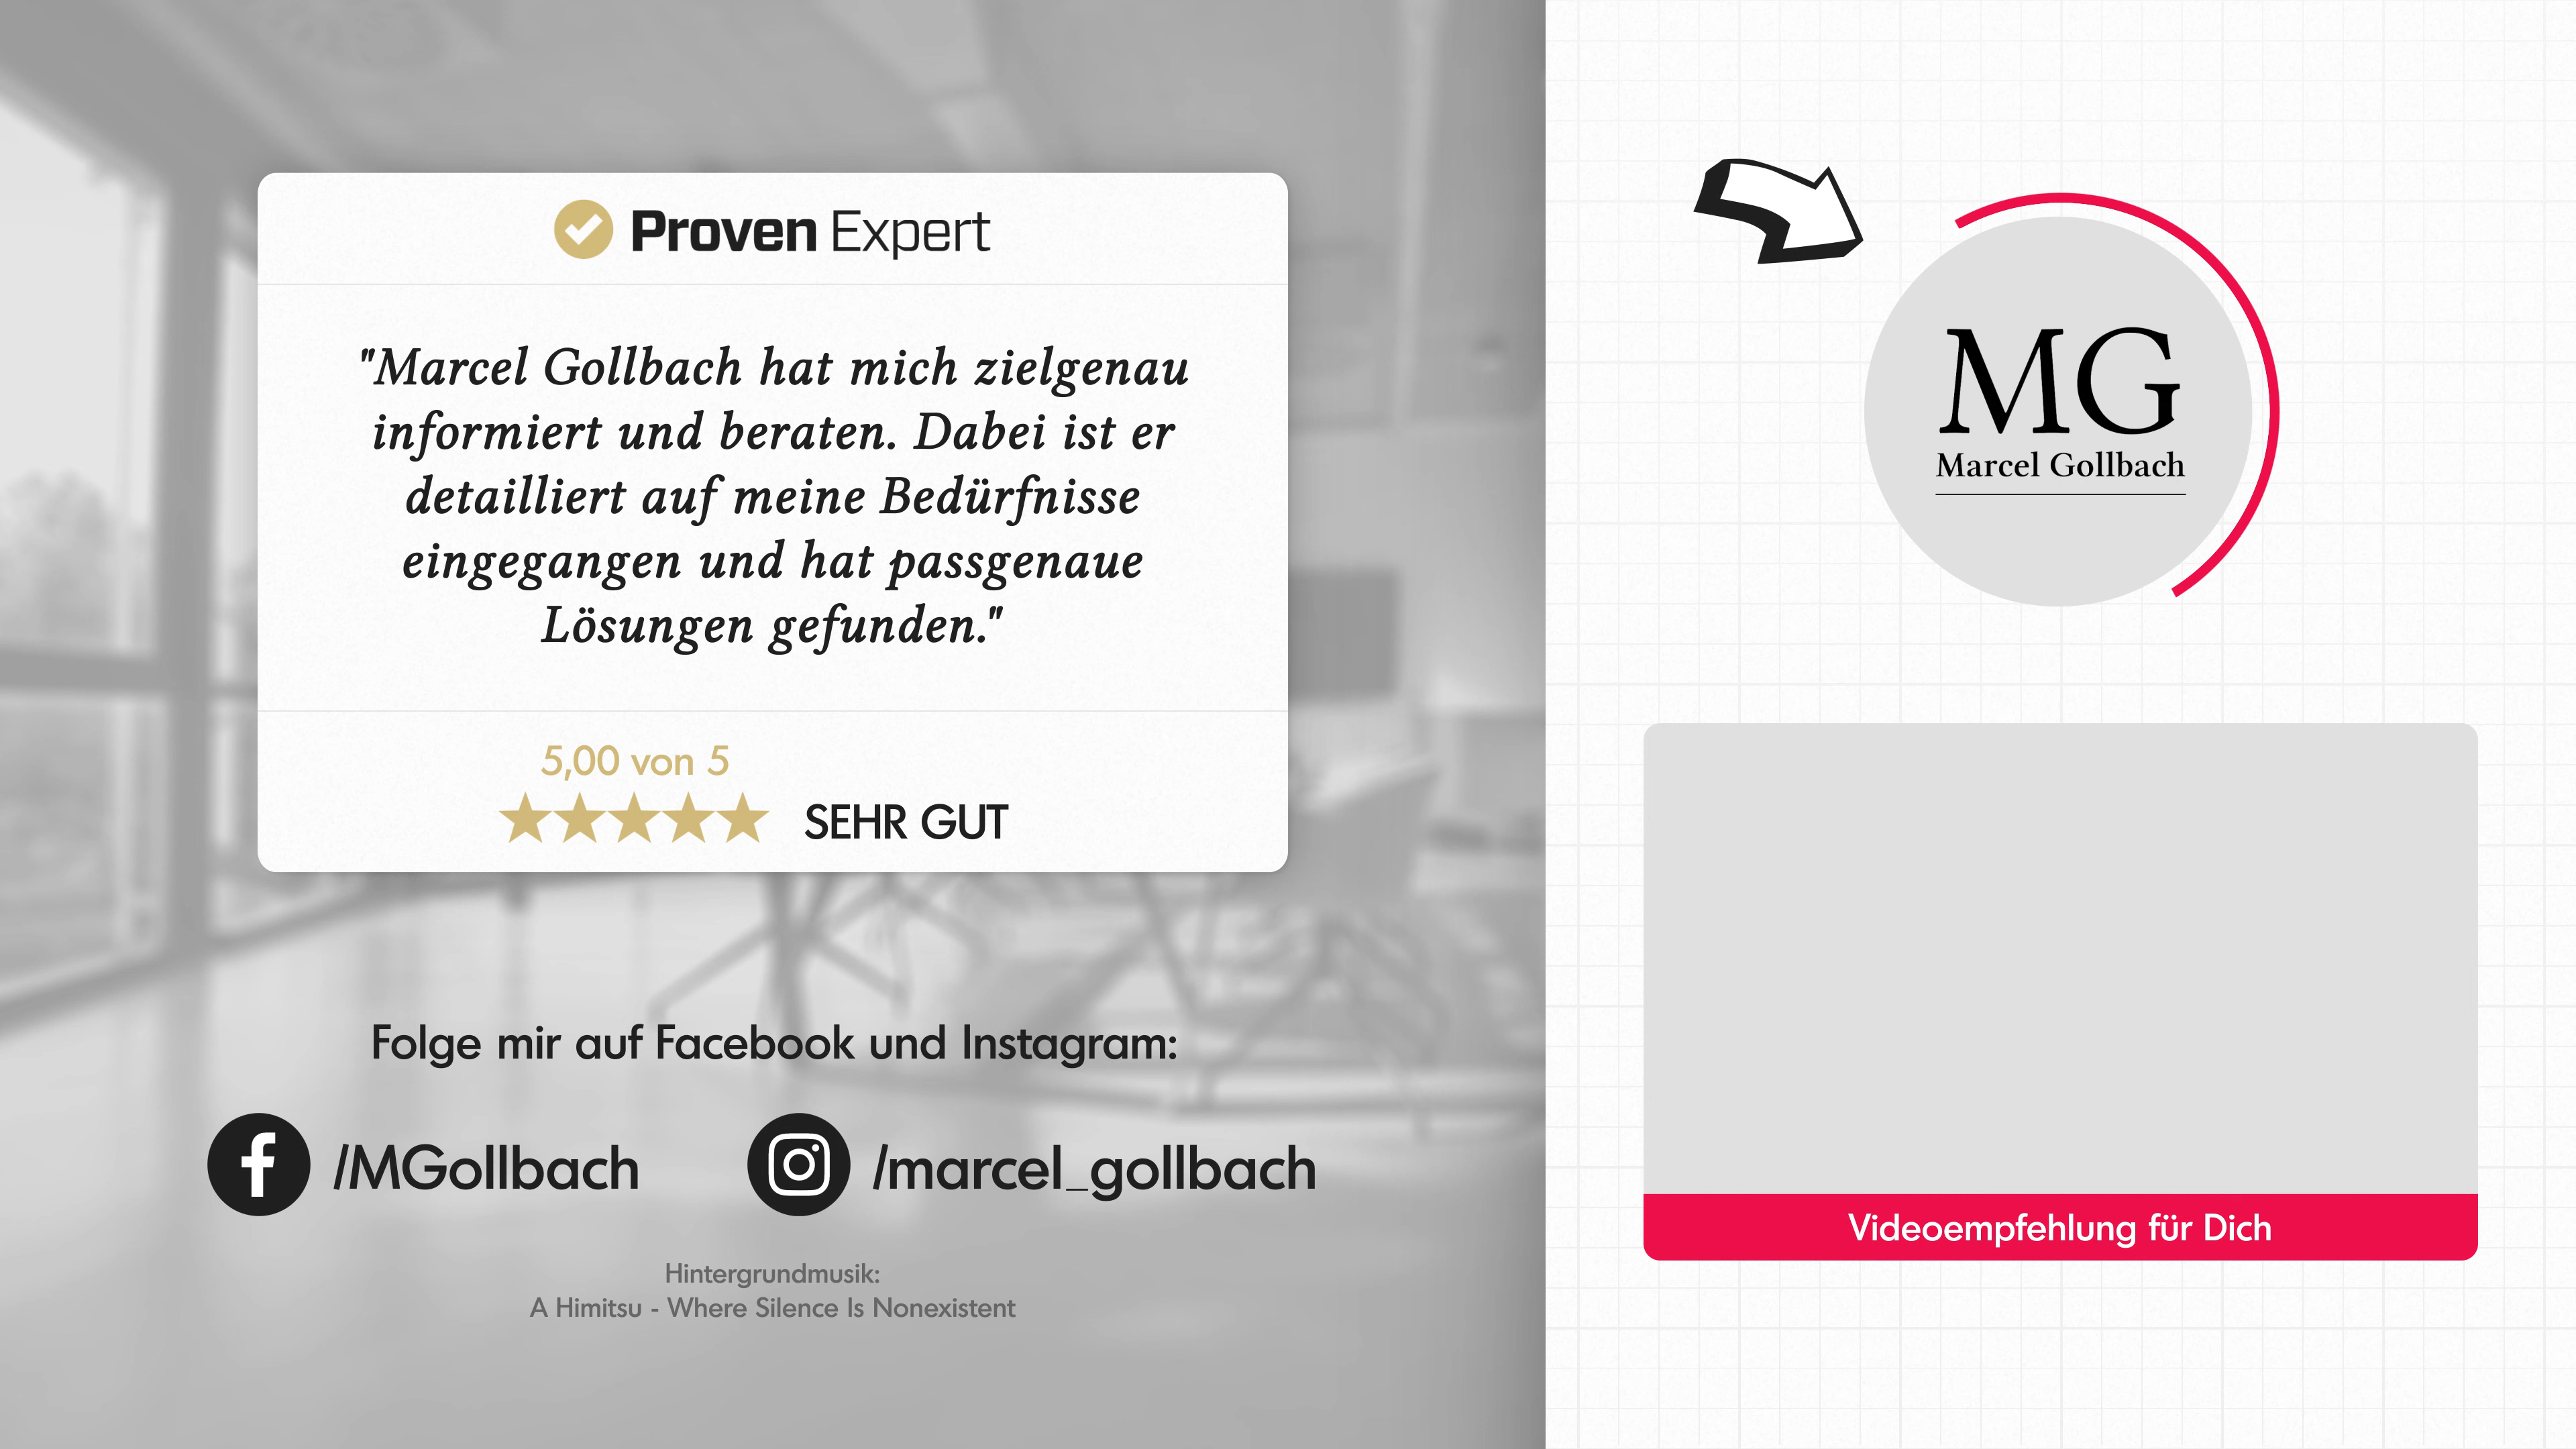 Proven Expert
"Marcel Gollbach hat mich zielgenau
informiert und beraten. Dabei ist er
detailliert auf meine Bedürfnisse
eingegangen und hat passgenaue
Lösungen gefunden."
5,00 von 5
SEHR GUT
Folge mir auf Facebook und Instagram:
/MGollbach
/marcel_gollbach
Hintergrundmusik:
A Himitsu - Where Silence Is Nonexistent
MG
Marcel Gollbach
Videoempfehlung für Dich